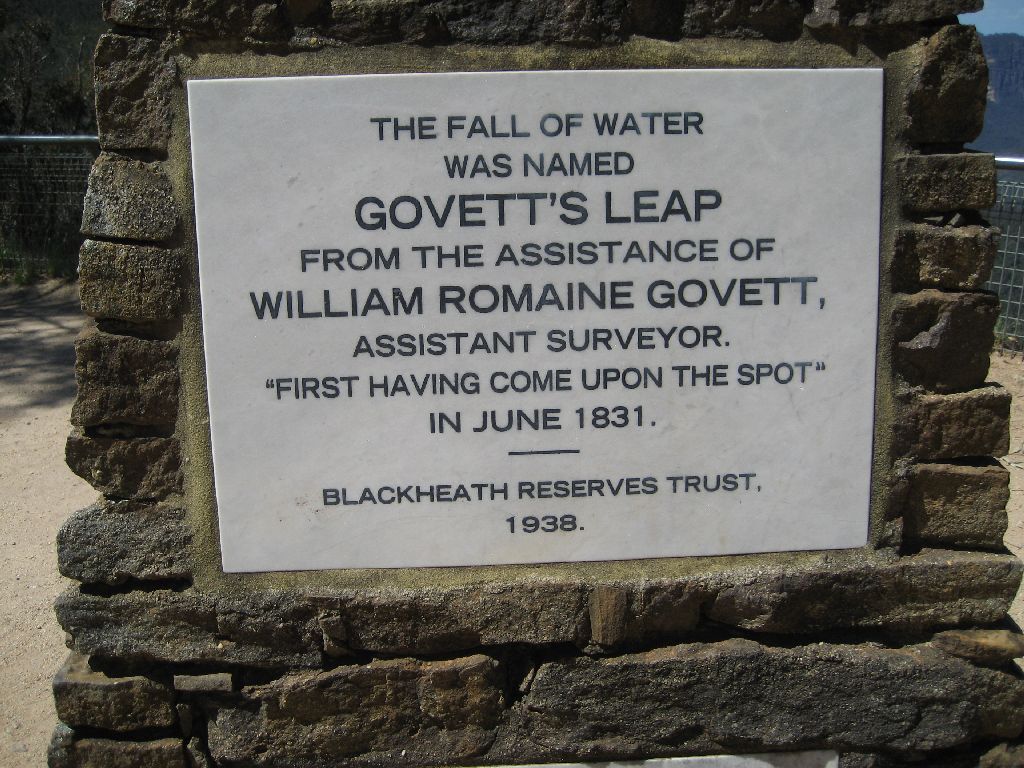 THE FALL OF WATER
WAS NAMED
GOVETT'S LEAP
FROM THE ASSISTANCE OF
WILLIAM ROMAINE GOVETT,
ASSISTANT SURVEYOR.
"FIRST HAVING COME UPON THE SPOT"
IN JUNE 1831.
BLACKHEATH RESERVES TRUST,
1938.